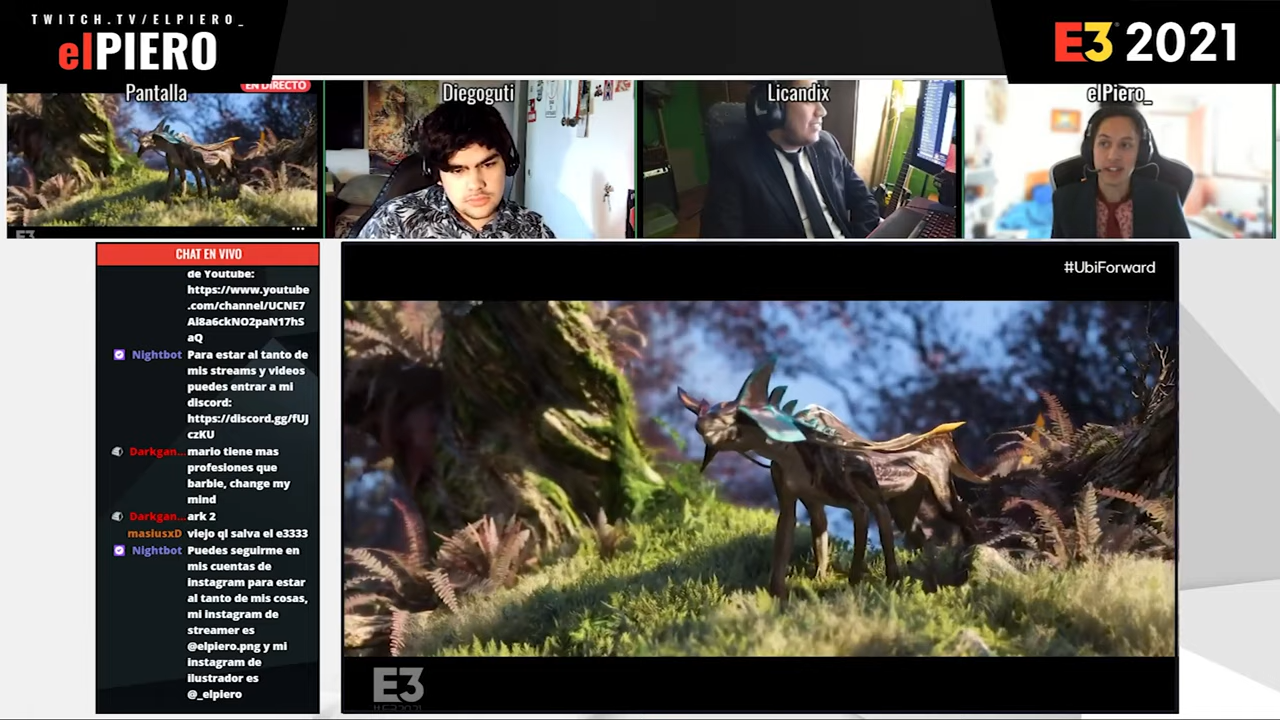 TWITCH.TV/ELPIERO_
elPIERO
E3 2021
Pantalla
EN DIRECTO
Diegoguti
Licandix
elPiero_
E3
CHAT EN VIVO
de Youtube:
https://www.youtube
.com/channel/UCNE7
Al8a6ckNO2paN17hS
aQ
Nightbot Para estar al tanto de
mis streams y videos
puedes entrar a mi
discord:
https://discord.gg/fUJ
czKU
Darkgan... mario tiene mas
profesiones que
barbie, change my
mind
Darkgan... ark 2
masiusxD viejo ql salva el e3333
Nightbot Puedes seguirme en
mis cuentas de
instagram para estar
al tanto de mis cosas,
mi instagram de
streamer es
@elpiero.png y mi
instagram de
ilustrador es
@_elpiero
#UbiForward
E3
#E32021